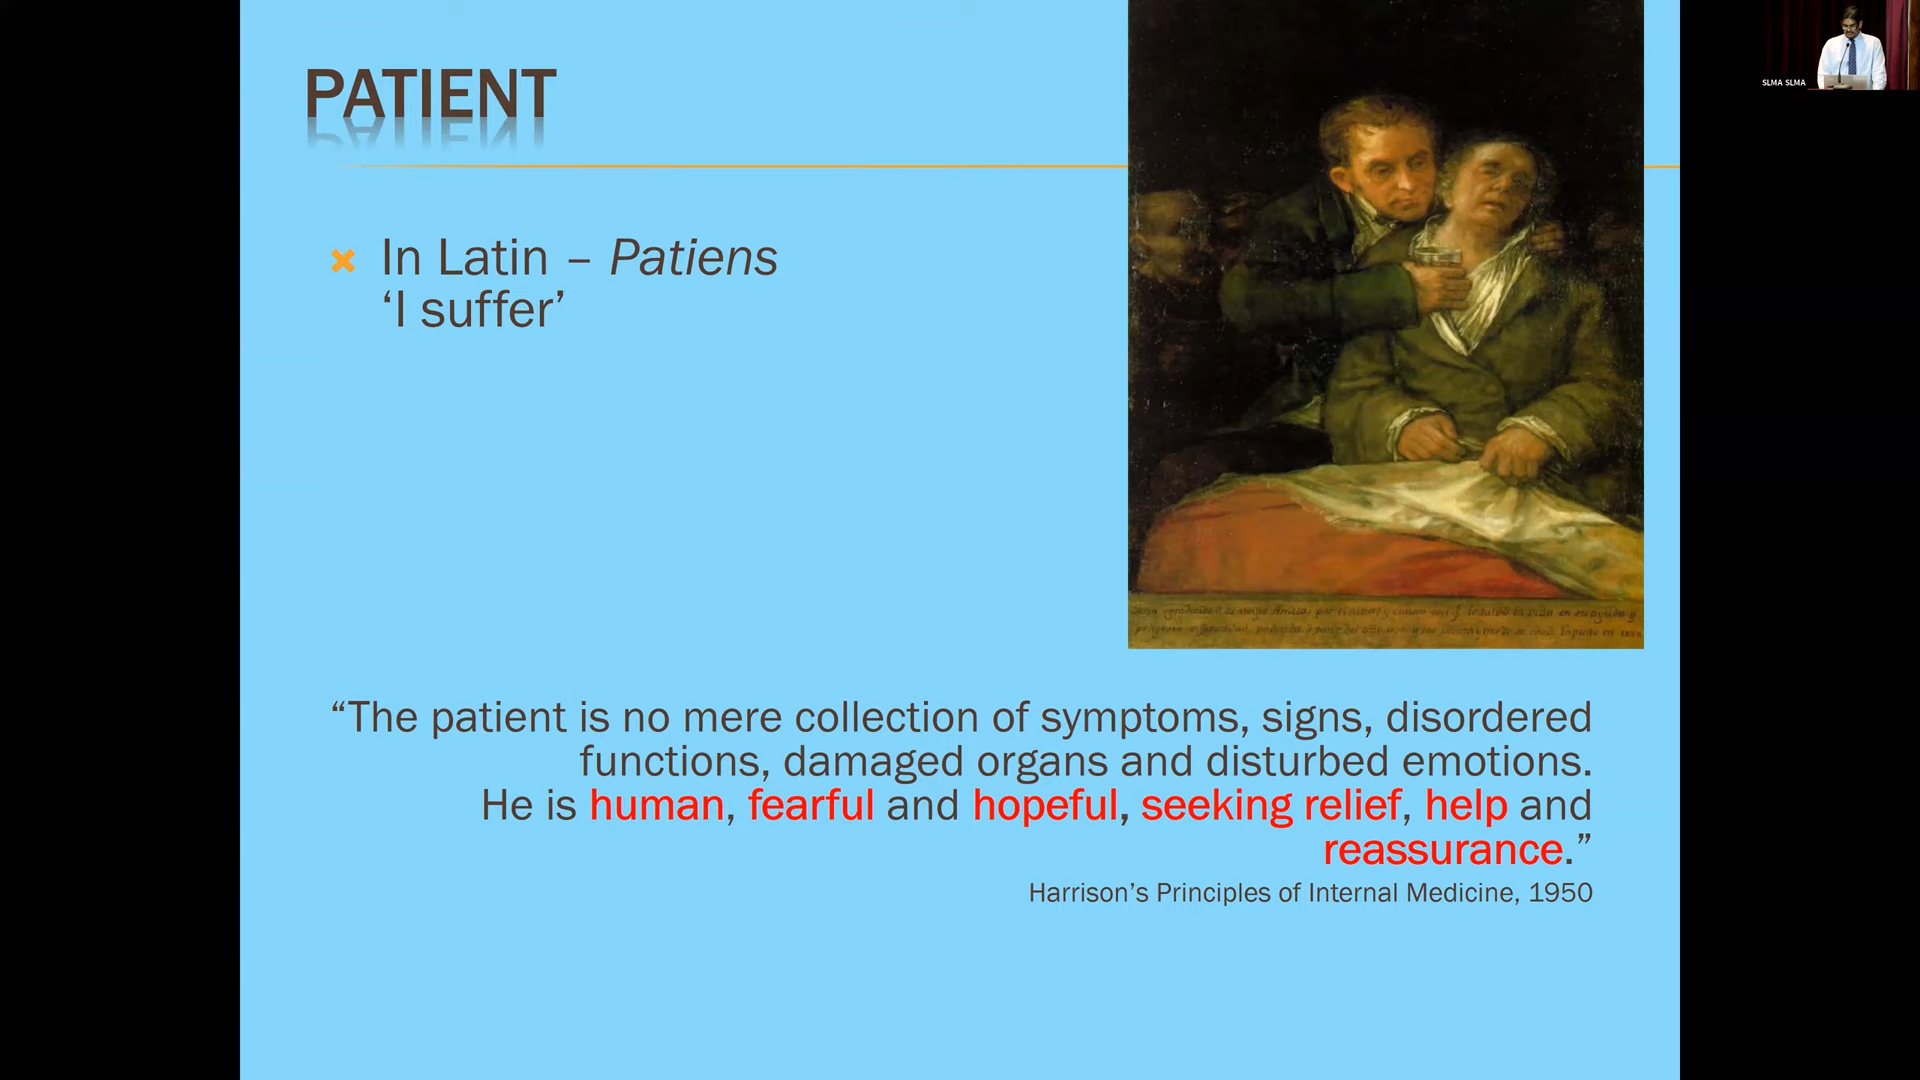 PATIENT
SLMA SLMA
In Latin – Patiens
‘I suffer’
“The patient is no mere collection of symptoms, signs, disordered
functions, damaged organs and disturbed emotions.
He is human, fearful and hopeful, seeking relief, help and
reassurance.”
Harrison’s Principles of Internal Medicine, 1950